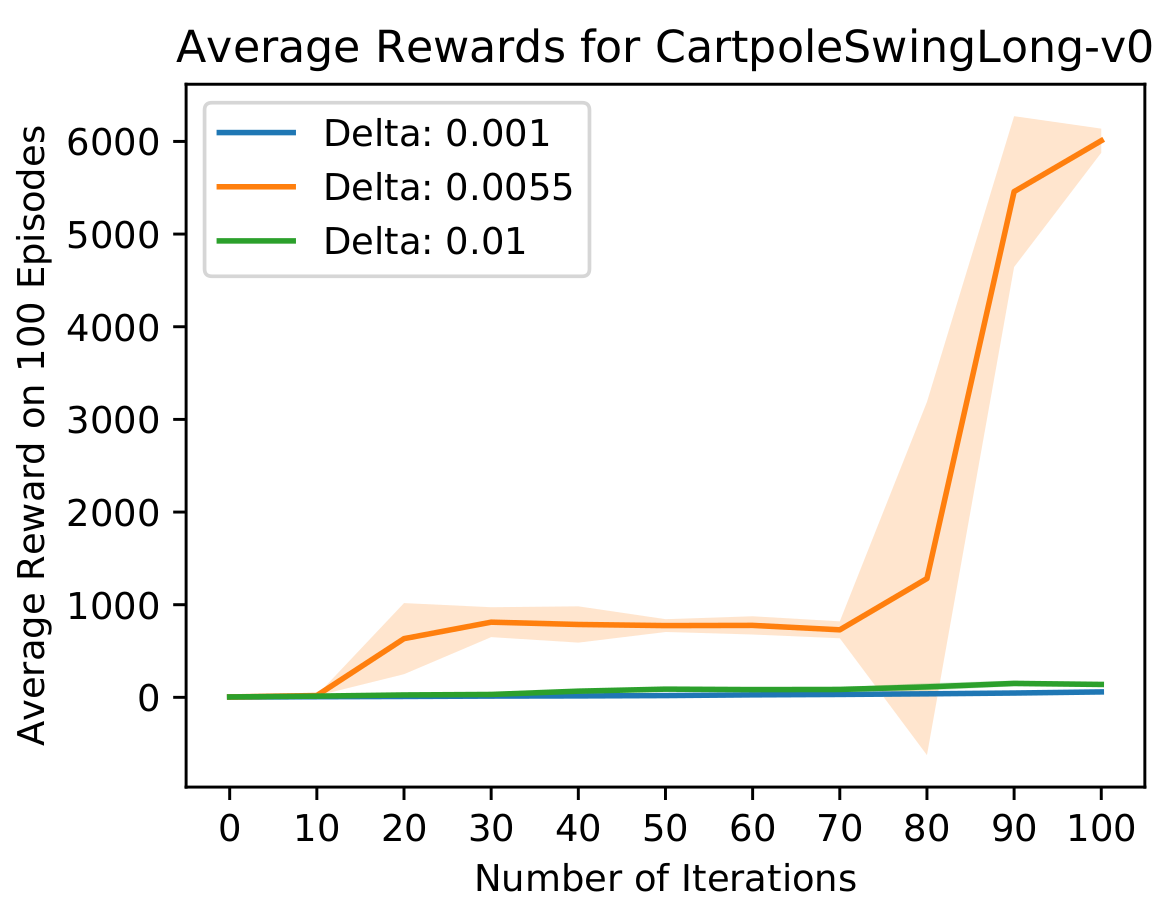 Average Rewards for CartpoleSwingLong-v0
Delta: 0.001
Delta: 0.0055
Delta: 0.01
Average Reward on 100 Episodes
6000
5000
4000
3000
2000
1000
0
0 10 20 30 40 50 60 70 80 90 100
Number of Iterations